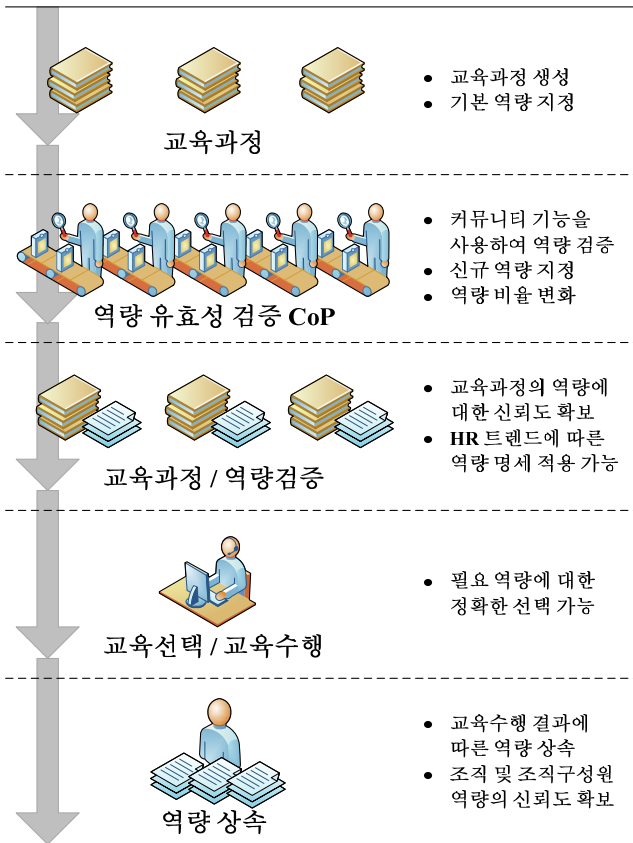 교육과정
• 교육과정 생성
• 기본 역량 지정
역량 유효성 검증 CoP
• 커뮤니티 기능을
사용하여 역량 검증
• 신규 역량 지정
• 역량 비율 변화
교육과정 / 역량검증
• 교육과정의 역량에
대한 신뢰도 확보
• HR 트렌드에 따른
역량 명세 적용 가능
교육선택 / 교육수행
• 필요 역량에 대한
정확한 선택 가능
역량 상속
• 교육수행 결과에
따른 역량 상속
• 조직 및 조직구성원
역량의 신뢰도 확보